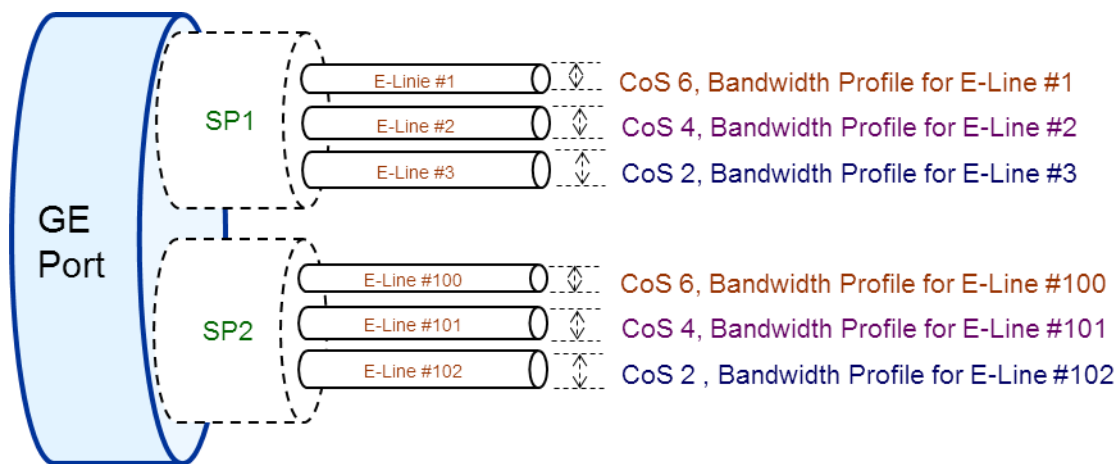 GE
Port
SP1
E-Linie #1
CoS 6, Bandwidth Profile for E-Line #1
E-Line #2
CoS 4, Bandwidth Profile for E-Line #2
E-Line #3
CoS 2, Bandwidth Profile for E-Line #3
SP2
E-Line #100
CoS 6, Bandwidth Profile for E-Line #100
E-Line #101
CoS 4, Bandwidth Profile for E-Line #101
E-Line #102
CoS 2 , Bandwidth Profile for E-Line #102